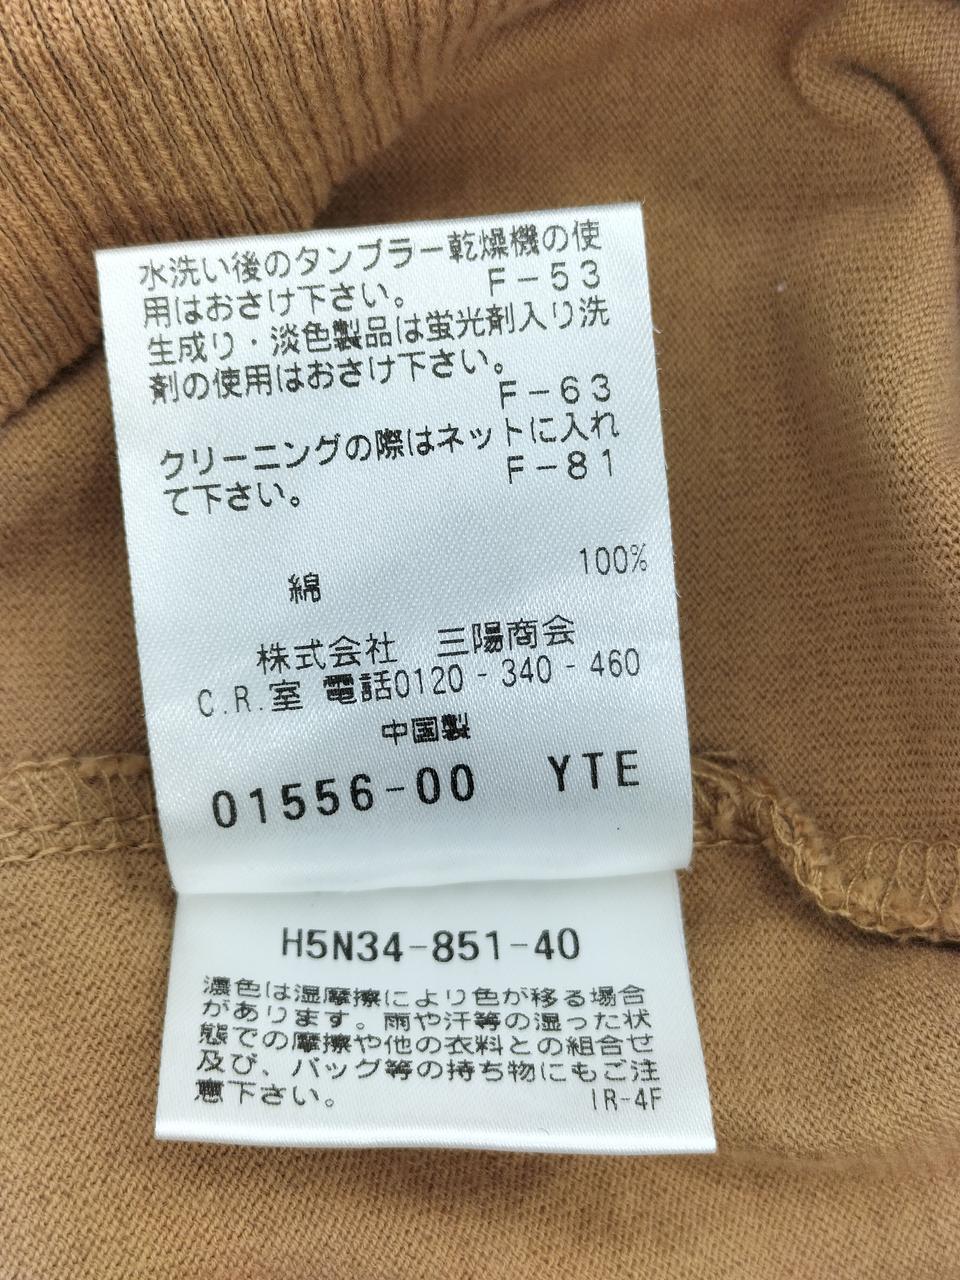 水洗い後のタンブラー乾燥機の使
用はおさけ下さい。 F-53
生成り・淡色製品は蛍光剤入り洗
剤の使用はおさけ下さい。
F-63
クリーニングの際はネットに入れ
て下さい。 F-81
綿 100%
株式会社 三陽商会
C.R.室 電話0120-340-460
中国製
01556-00 YTE
H5N34-851-40
濃色は湿摩擦により色が移る場合
があります。雨や汗等の湿った状
態での摩擦や他の衣料との組合せ
及び、バッグ等の持ち物にもご注
意下さい。 IR-4F